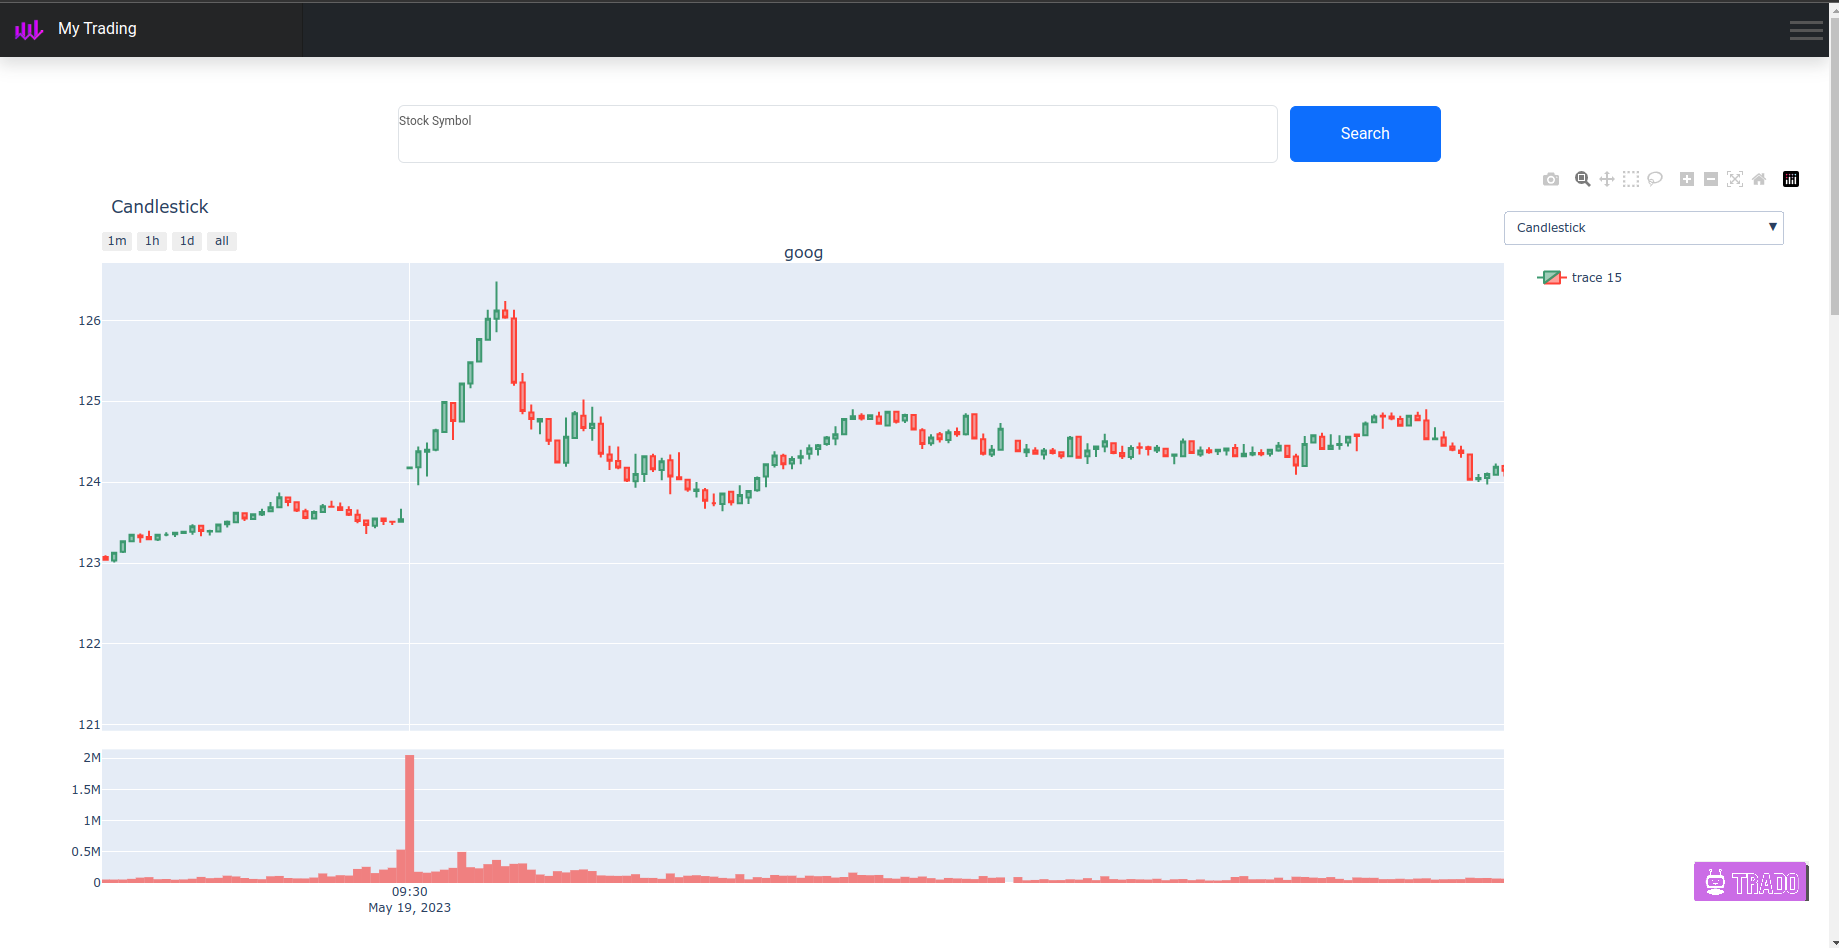 My Trading
Stock Symbol
Search
Candlestick
1m 1h 1d all
Candlestick
goog
trace 15
126
125
124
123
122
121
2M
1.5M
1M
0.5M
0
09:30
May 19, 2023
TRADO